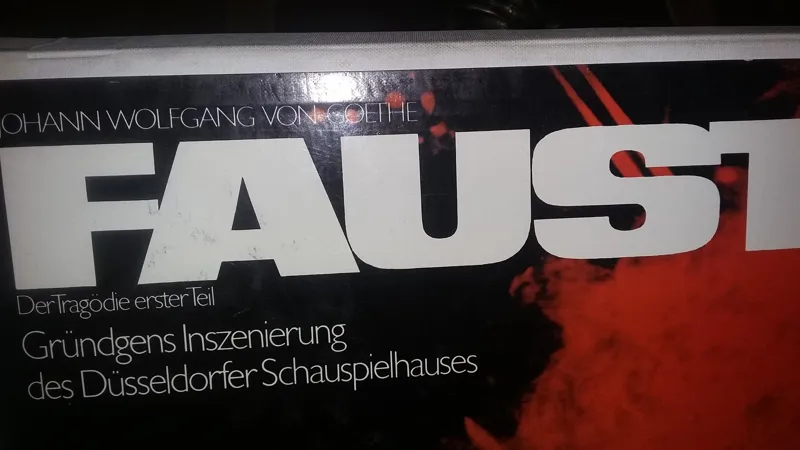 JOHANN WOLFGANG VON GOETHE
FAUST
Der Tragödie erster Teil
Gründgens Inszenierung
des Düsseldorfer Schauspielhauses